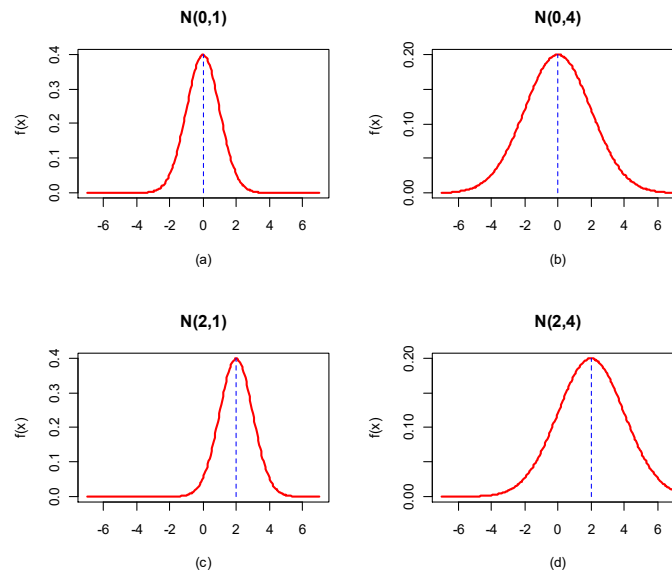 N(0,1)
f(x)
0.0 0.1 0.2 0.3 0.4
-6 -4 -2 0 2 4 6
(a)
N(0,4)
f(x)
0.00 0.10 0.20
-6 -4 -2 0 2 4 6
(b)
N(2,1)
f(x)
0.0 0.1 0.2 0.3 0.4
-6 -4 -2 0 2 4 6
(c)
N(2,4)
f(x)
0.00 0.10 0.20
-6 -4 -2 0 2 4 6
(d)